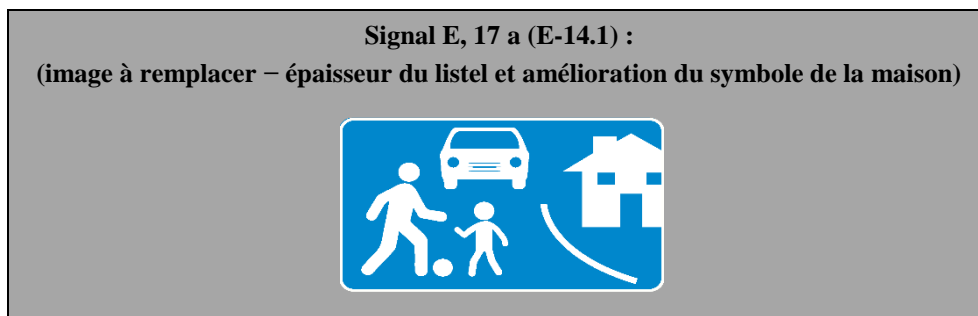 Signal E, 17 a (E-14.1) :
(image à remplacer − épaisseur du listel et amélioration du symbole de la maison)